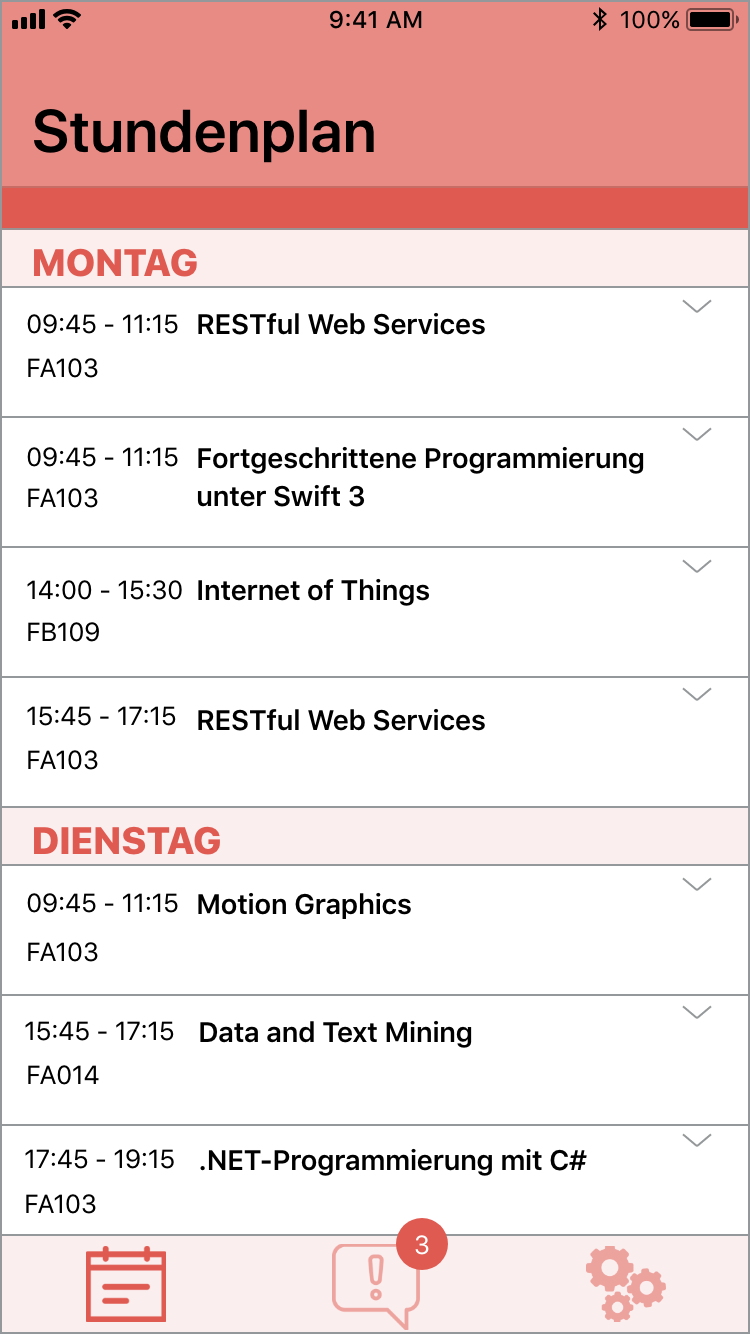 9:41 AM 100%
Stundenplan
MONTAG
09:45 - 11:15 RESTful Web Services
FA103
09:45 - 11:15 Fortgeschrittene Programmierung
FA103 unter Swift 3
14:00 - 15:30 Internet of Things
FB109
15:45 - 17:15 RESTful Web Services
FA103
DIENSTAG
09:45 - 11:15 Motion Graphics
FA103
15:45 - 17:15 Data and Text Mining
FA014
17:45 - 19:15 .NET-Programmierung mit C#
FA103
3
!